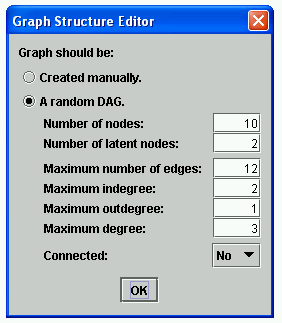 Graph Structure Editor
Graph should be:
Created manually.
A random DAG.
Number of nodes: 10
Number of latent nodes: 2
Maximum number of edges: 12
Maximum indegree: 2
Maximum outdegree: 1
Maximum degree: 3
Connected: No
OK